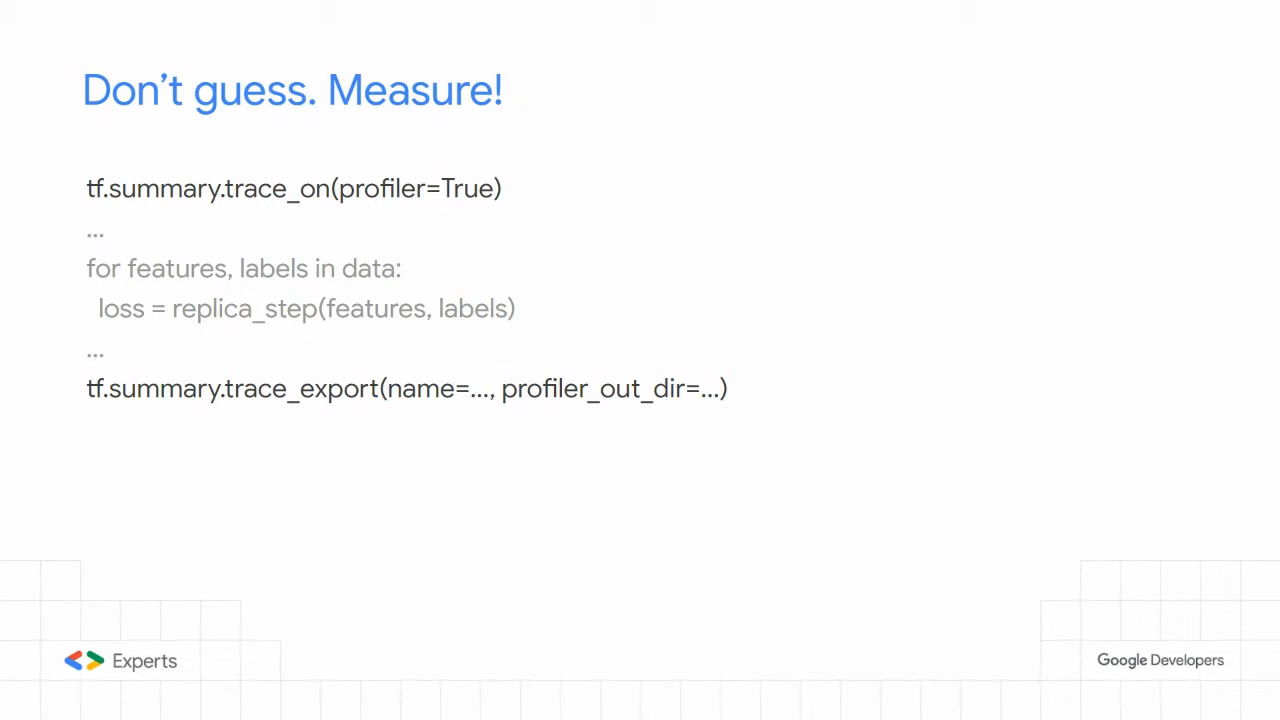 Don’t guess. Measure!
tf.summary.trace_on(profiler=True)
...
for features, labels in data:
loss = replica_step(features, labels)
...
tf.summary.trace_export(name=..., profiler_out_dir=...)
Experts
Google Developers